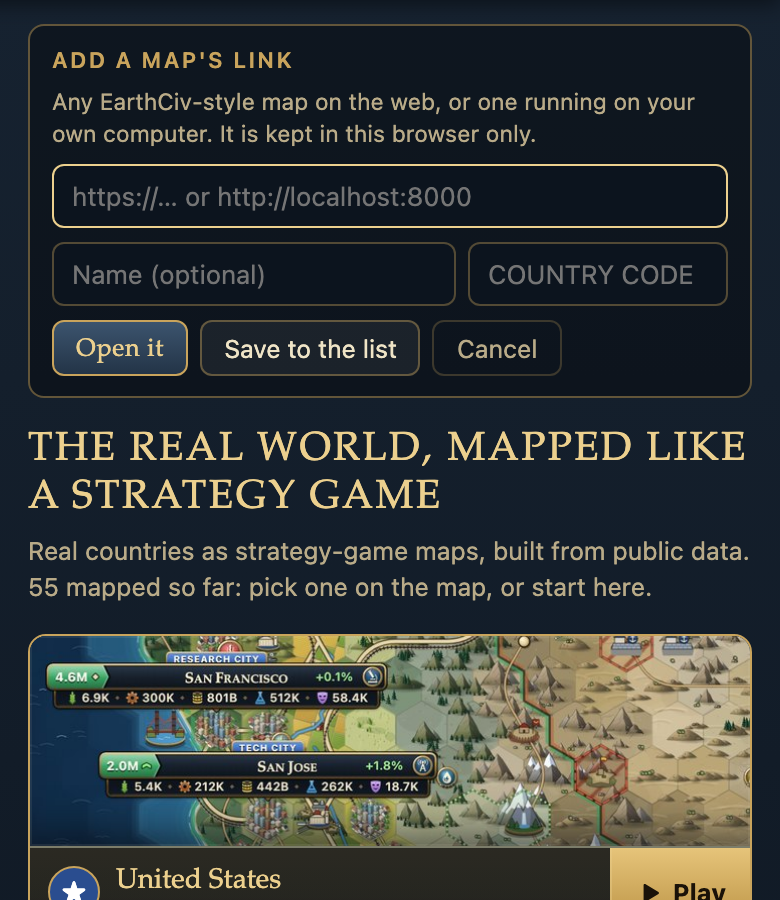 ADD A MAP'S LINK
Any EarthCiv-style map on the web, or one running on your
own computer. It is kept in this browser only.
https://... or http://localhost:8000
Name (optional)
COUNTRY CODE
Open it
Save to the list
Cancel
THE REAL WORLD, MAPPED LIKE
A STRATEGY GAME
Real countries as strategy-game maps, built from public data.
55 mapped so far: pick one on the map, or start here.
RESEARCH CITY
4.6M SAN FRANCISCO +0.1%
6.9K • 300K • 801B • 512K • 58.4K
TECH CITY
2.0M SAN JOSE +1.8%
5.4K • 212K • 442B • 262K • 18.7K
United States
Play